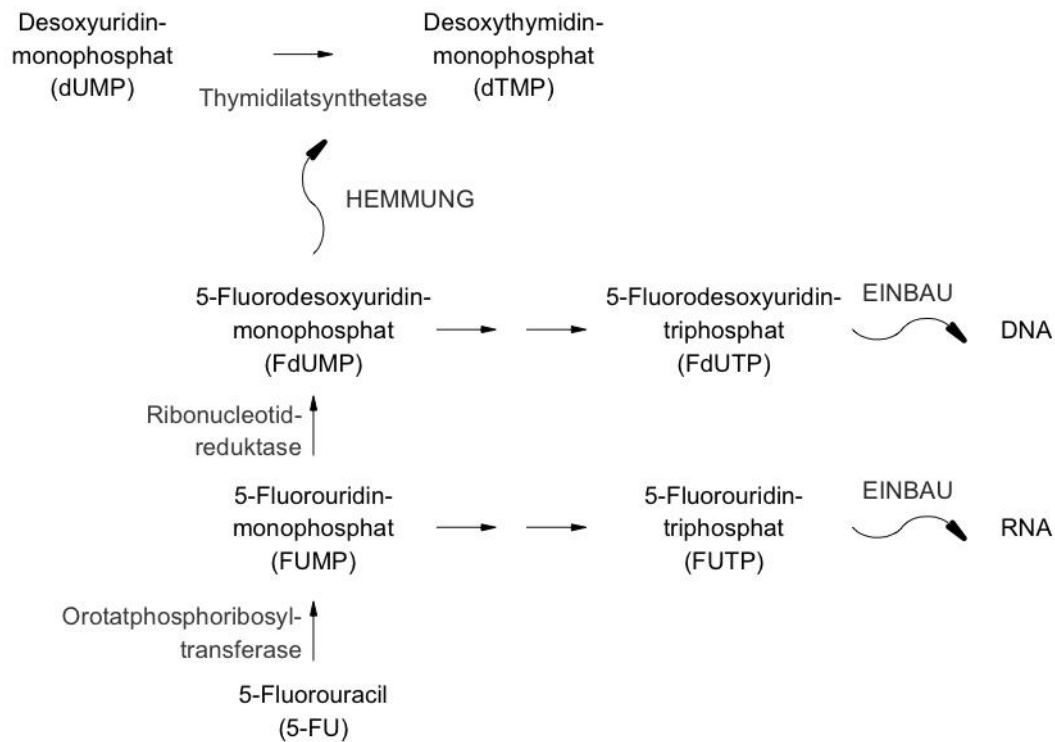 Desoxyuridin-
monophosphat
(dUMP)
Desoxythymidin-
monophosphat
(dTMP)
Thymidilatsynthetase
HEMMUNG
5-Fluorodesoxyuridin-
monophosphat
(FdUMP)
5-Fluorodesoxyuridin-
triphosphat
(FdUTP)
EINBAU
DNA
Ribonucleotid-
reduktase
5-Fluorouridin-
monophosphat
(FUMP)
5-Fluorouridin-
triphosphat
(FUTP)
EINBAU
RNA
Orotatphosphoribosyl-
transferase
5-Fluorouracil
(5-FU)